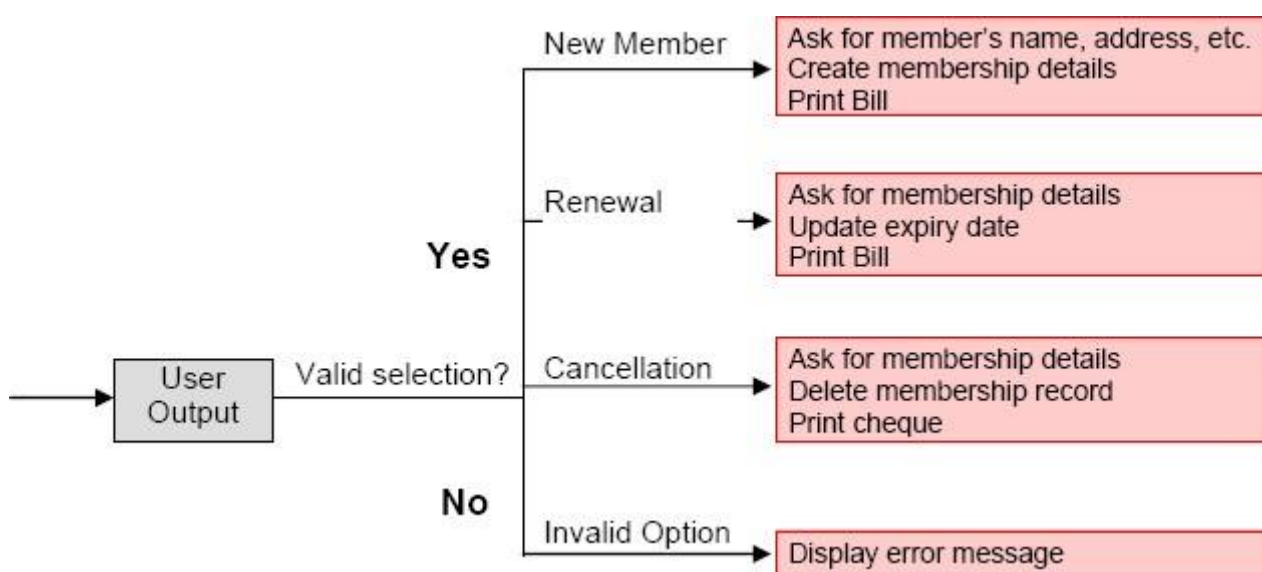 New Member
Ask for member's name, address, etc.
Create membership details
Print Bill
Renewal
Ask for membership details
Update expiry date
Print Bill
Yes
User
Output
Valid selection?
Cancellation
Ask for membership details
Delete membership record
Print cheque
No
Invalid Option
Display error message